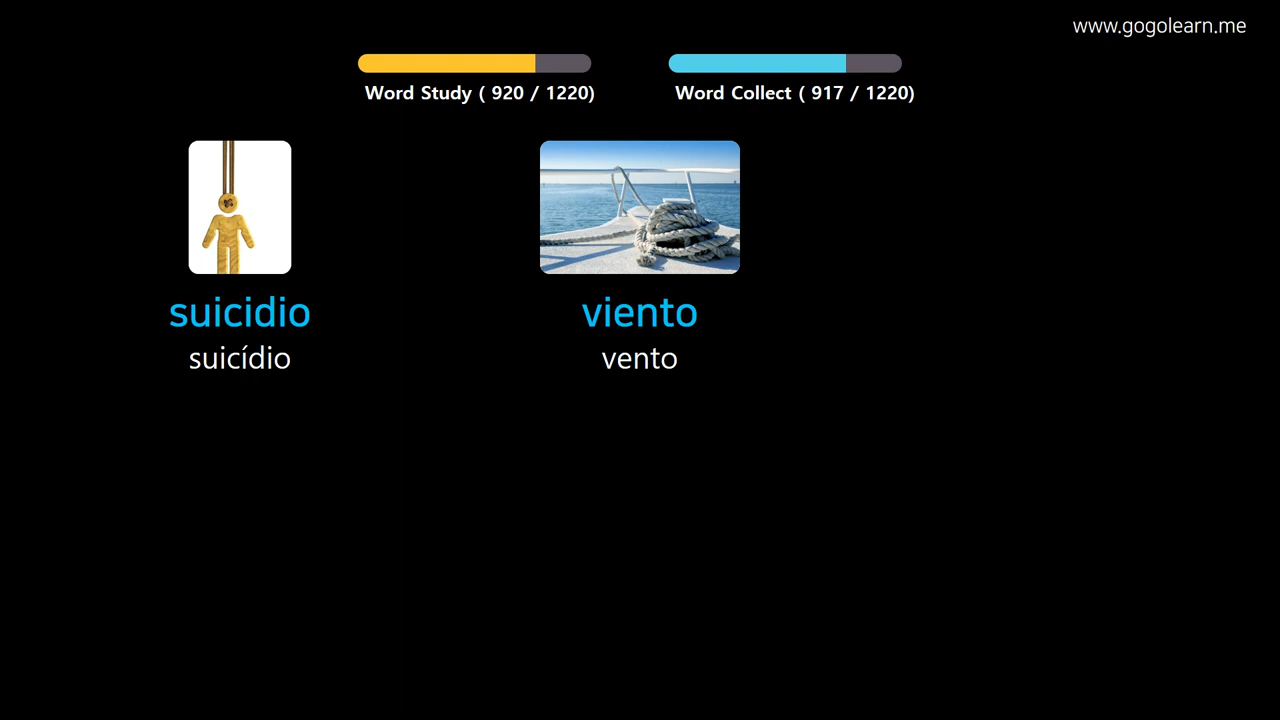 www.gogolearn.me
Word Study ( 920 / 1220)
Word Collect ( 917 / 1220)
suicidio
suicídio
viento
vento